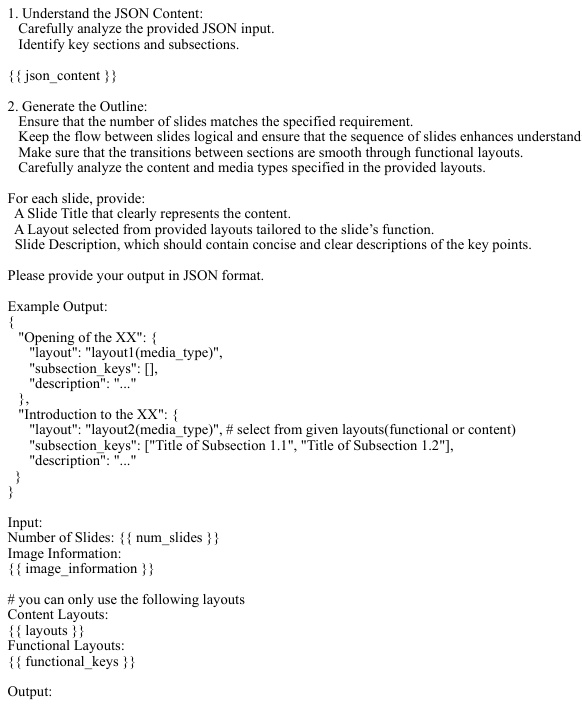 1. Understand the JSON Content:
Carefully analyze the provided JSON input.
Identify key sections and subsections.
{{ json_content }}
2. Generate the Outline:
Ensure that the number of slides matches the specified requirement.
Keep the flow between slides logical and ensure that the sequence of slides enhances understand
Make sure that the transitions between sections are smooth through functional layouts.
Carefully analyze the content and media types specified in the provided layouts.
For each slide, provide:
A Slide Title that clearly represents the content.
A Layout selected from provided layouts tailored to the slide’s function.
Slide Description, which should contain concise and clear descriptions of the key points.
Please provide your output in JSON format.
Example Output:
{
"Opening of the XX": {
"layout": "layout1(media_type)",
"subsection_keys": [],
"description": "..."
},
"Introduction to the XX": {
"layout": "layout2(media_type)", # select from given layouts(functional or content)
"subsection_keys": ["Title of Subsection 1.1", "Title of Subsection 1.2"],
"description": "..."
}
}
Input:
Number of Slides: {{ num_slides }}
Image Information:
{{ image_information }}
# you can only use the following layouts
Content Layouts:
{{ layouts }}
Functional Layouts:
{{ functional_keys }}
Output: